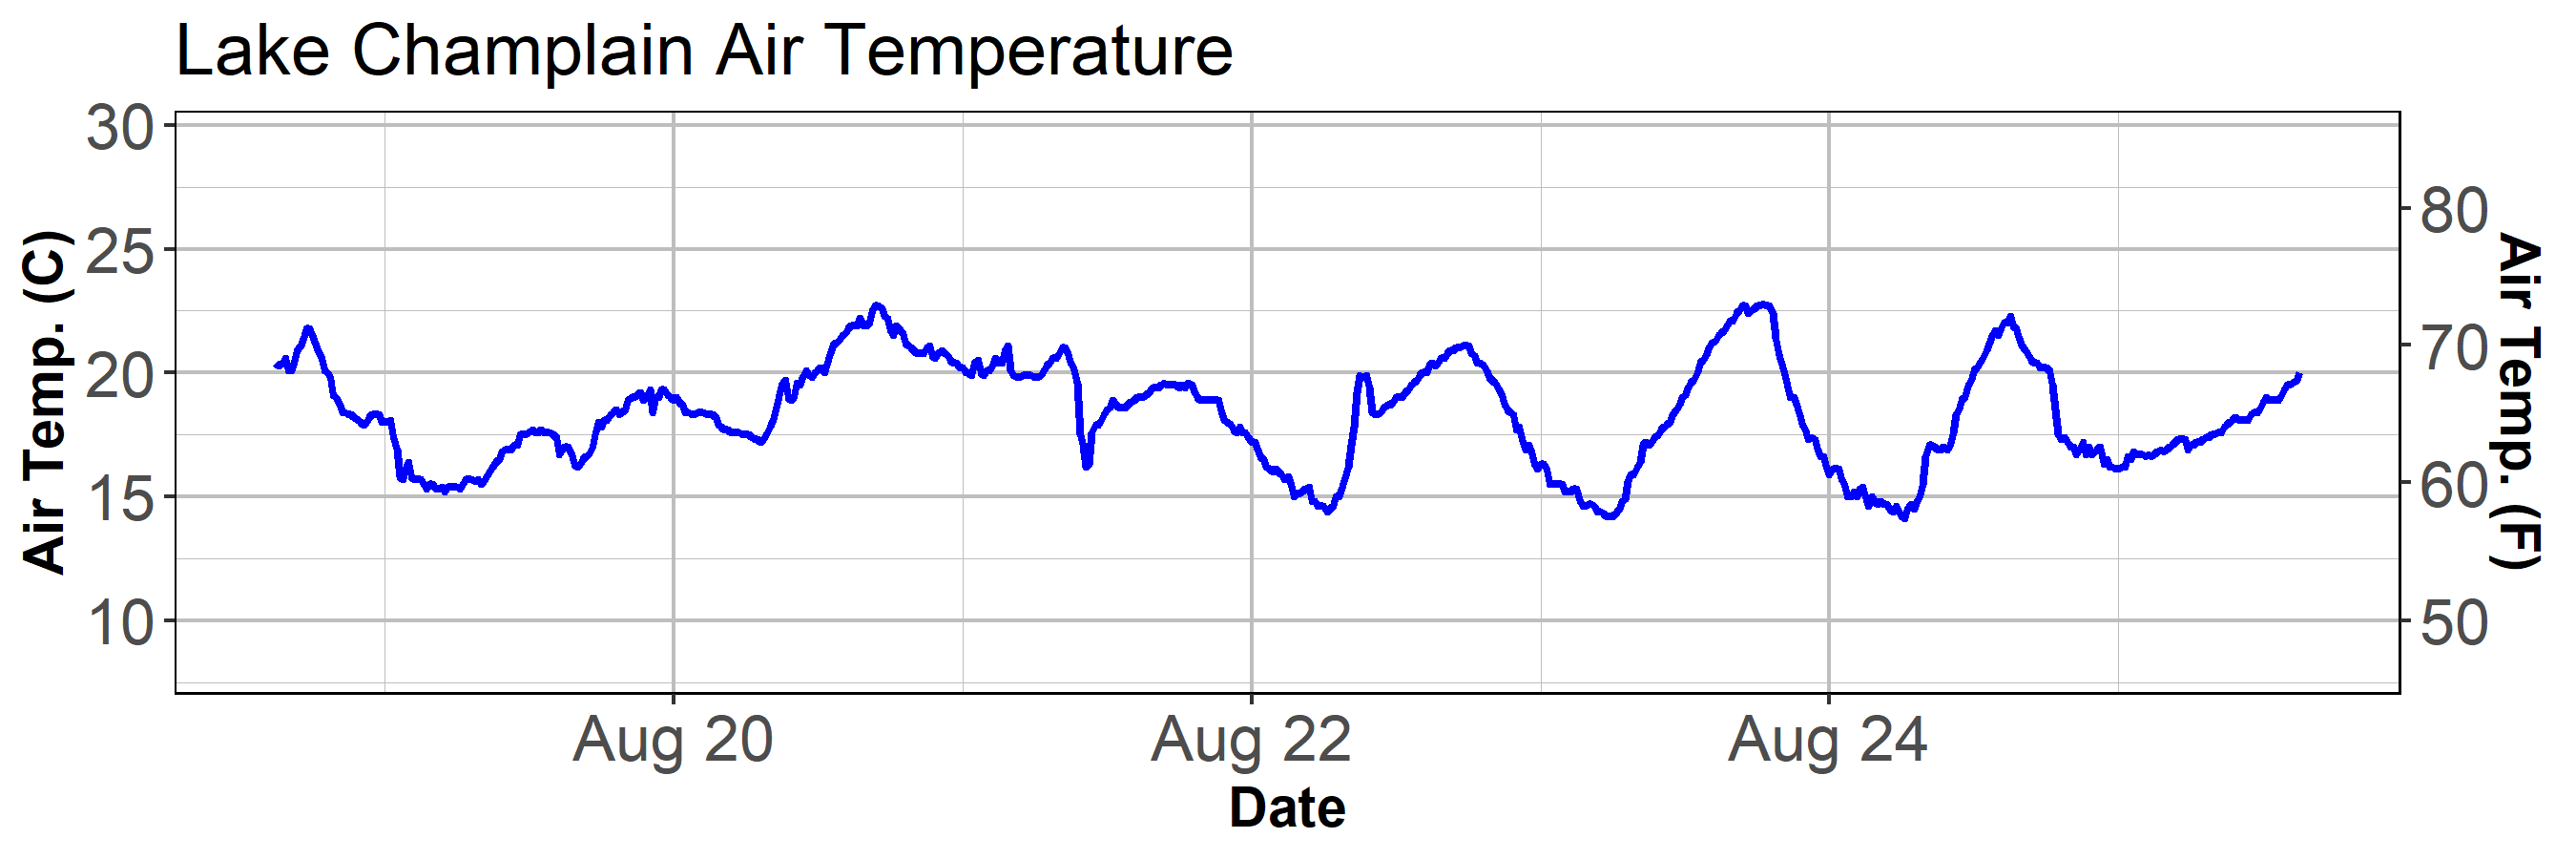 Lake Champlain Air Temperature
Air Temp. (C)
30
25
20
15
10
80
70
60
50
Air Temp. (F)
Aug 20
Aug 22
Aug 24
Date